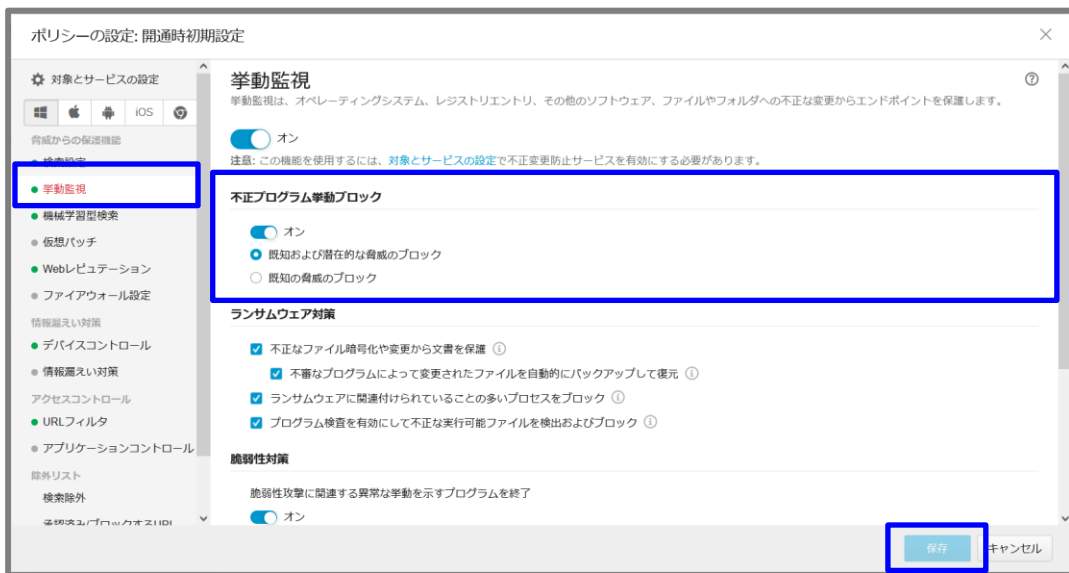 ポリシーの設定: 開通時初期設定
対象とサービスの設定
iOS
脅威からの保護機能
検索設定
挙動監視
機械学習型検索
仮想パッチ
Webレピュテーション
ファイアウォール設定
情報漏えい対策
デバイスコントロール
情報漏えい対策
アクセスコントロール
URLフィルタ
アプリケーションコントロール
除外リスト
検索除外
承認済み/ブロックするURL
挙動監視
挙動監視は、オペレーティングシステム、レジストリエントリ、その他のソフトウェア、ファイルやフォルダへの不正な変更からエンドポイントを保護します。
オン
注意: この機能を使用するには、対象とサービスの設定で不正変更防止サービスを有効にする必要があります。
不正プログラム挙動ブロック
オン
既知および潜在的な脅威のブロック
既知の脅威のブロック
ランサムウェア対策
不正なファイル暗号化や変更から文書を保護
不審なプログラムによって変更されたファイルを自動的にバックアップして復元
ランサムウェアに関連付けられていることの多いプロセスをブロック
プログラム検査を有効にして不正な実行可能ファイルを検出およびブロック
脆弱性対策
脆弱性攻撃に関連する異常な挙動を示すプログラムを終了
オン
保存
キャンセル